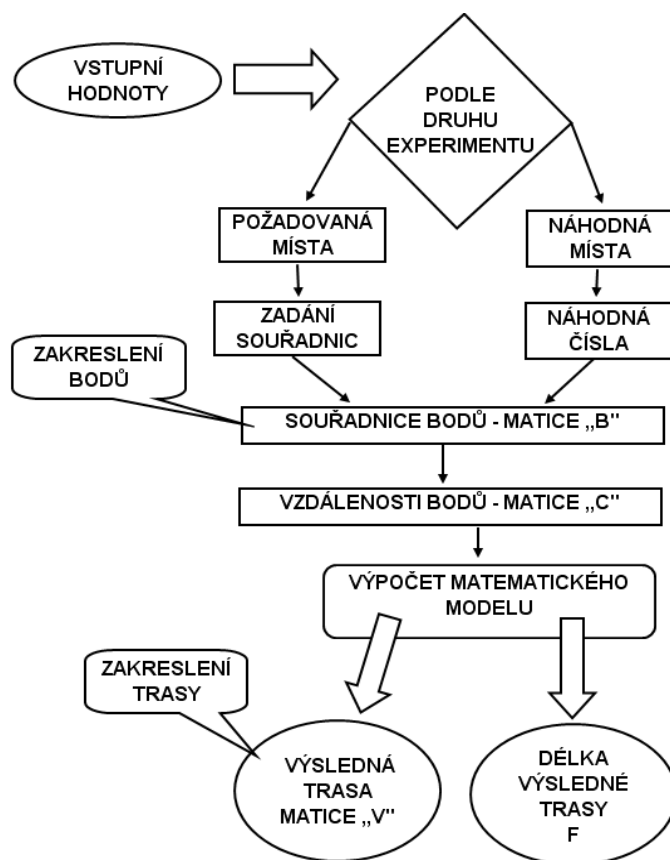 VSTUPNÍ
HODNOTY
PODLE
DRUHU
EXPERIMENTU
POŽADOVANÁ
MÍSTA
NÁHODNÁ
MÍSTA
ZADÁNÍ
SOUŘADNIC
NÁHODNÁ
ČÍSLA
ZAKRESLENÍ
BODŮ
SOUŘADNICE BODŮ - MATICE „B"
VZDÁLENOSTI BODŮ - MATICE „C"
VÝPOČET MATEMATICKÉHO
MODELU
ZAKRESLENÍ
TRASY
VÝSLEDNÁ
TRASA
MATICE „V"
DÉLKA
VÝSLEDNÉ
TRASY
F